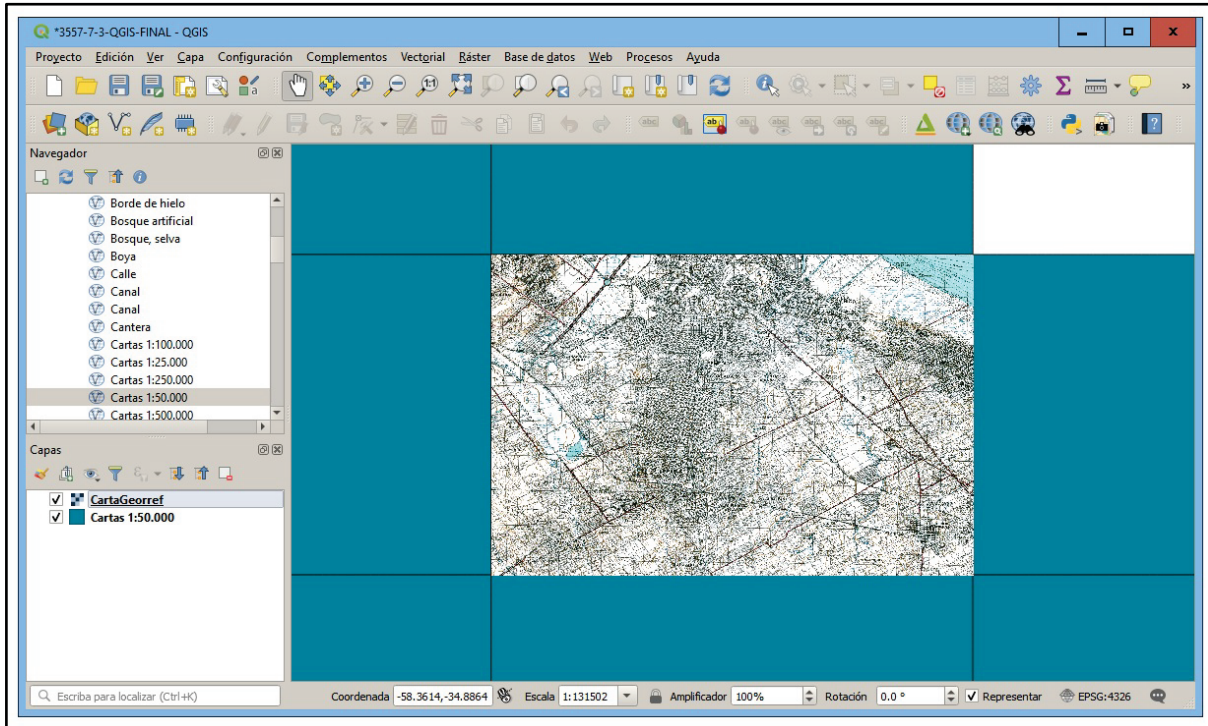 *3557-7-3-QGIS-FINAL - QGIS
Proyecto Edición Ver Capa Configuración Complementos Vectorial Ráster Base de datos Web Procesos Ayuda
Navegador
Borde de hielo
Bosque artificial
Bosque, selva
Boya
Calle
Canal
Canal
Cantera
Cartas 1:100.000
Cartas 1:25.000
Cartas 1:250.000
Cartas 1:50.000
Cartas 1:500.000
Capas
CartaGeorref
Cartas 1:50.000
Escriba para localizar (Ctrl+K) Coordenada -58.3614,-34.8864 Escala 1:131502 Amplificador 100% Rotación 0.0 ° Representar EPSG:4326